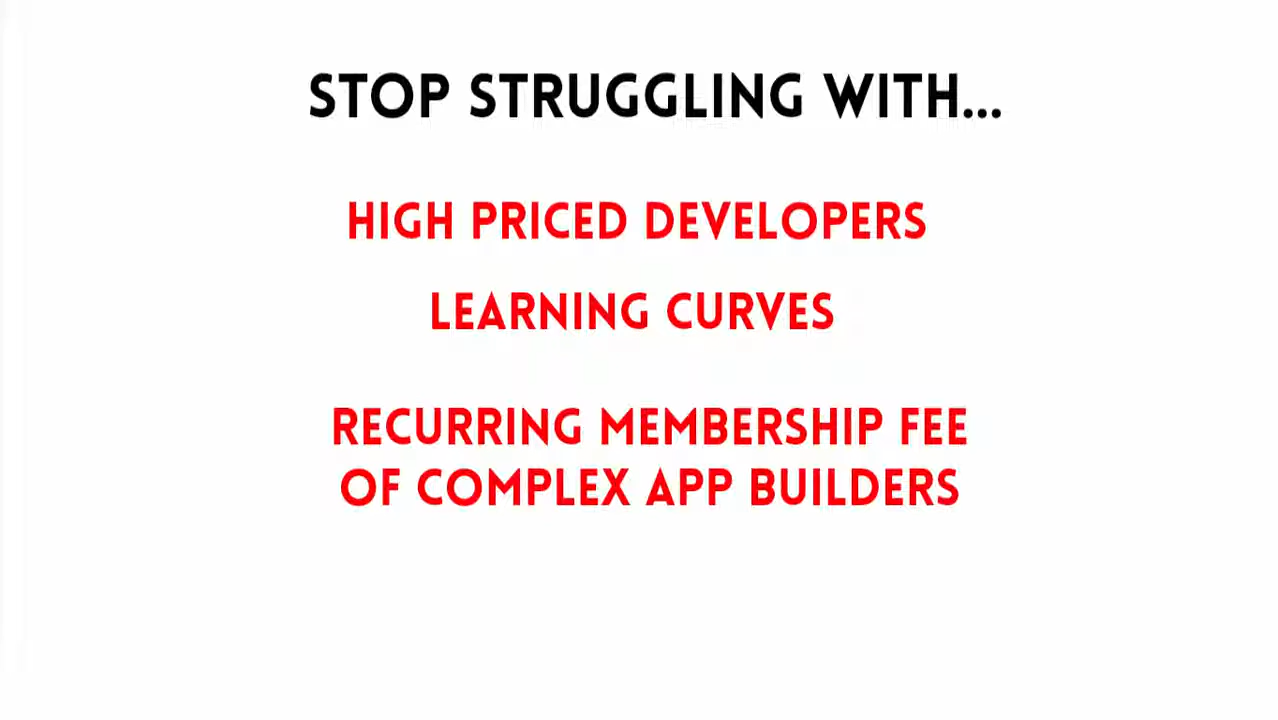 STOP STRUGGLING WITH...
HIGH PRICED DEVELOPERS
LEARNING CURVES
RECURRING MEMBERSHIP FEE
OF COMPLEX APP BUILDERS